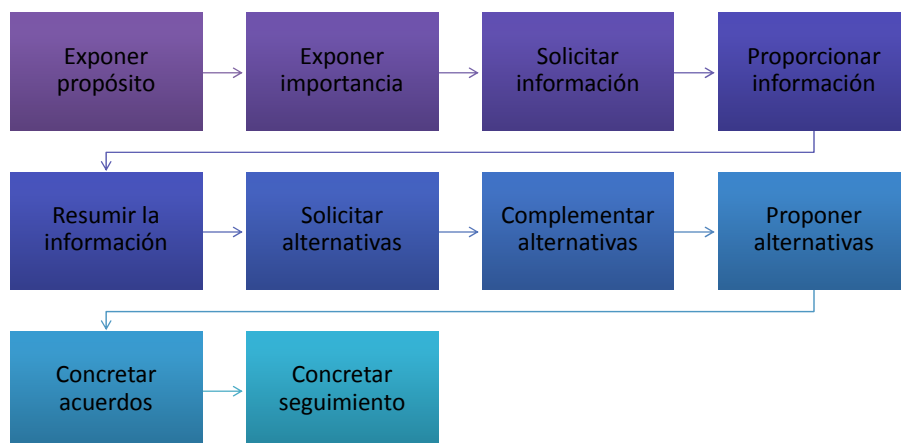 Exponer
propósito
Exponer
importancia
Solicitar
información
Proporcionar
información
Resumir la
información
Solicitar
alternativas
Complementar
alternativas
Proponer
alternativas
Concretar
acuerdos
Concretar
seguimiento